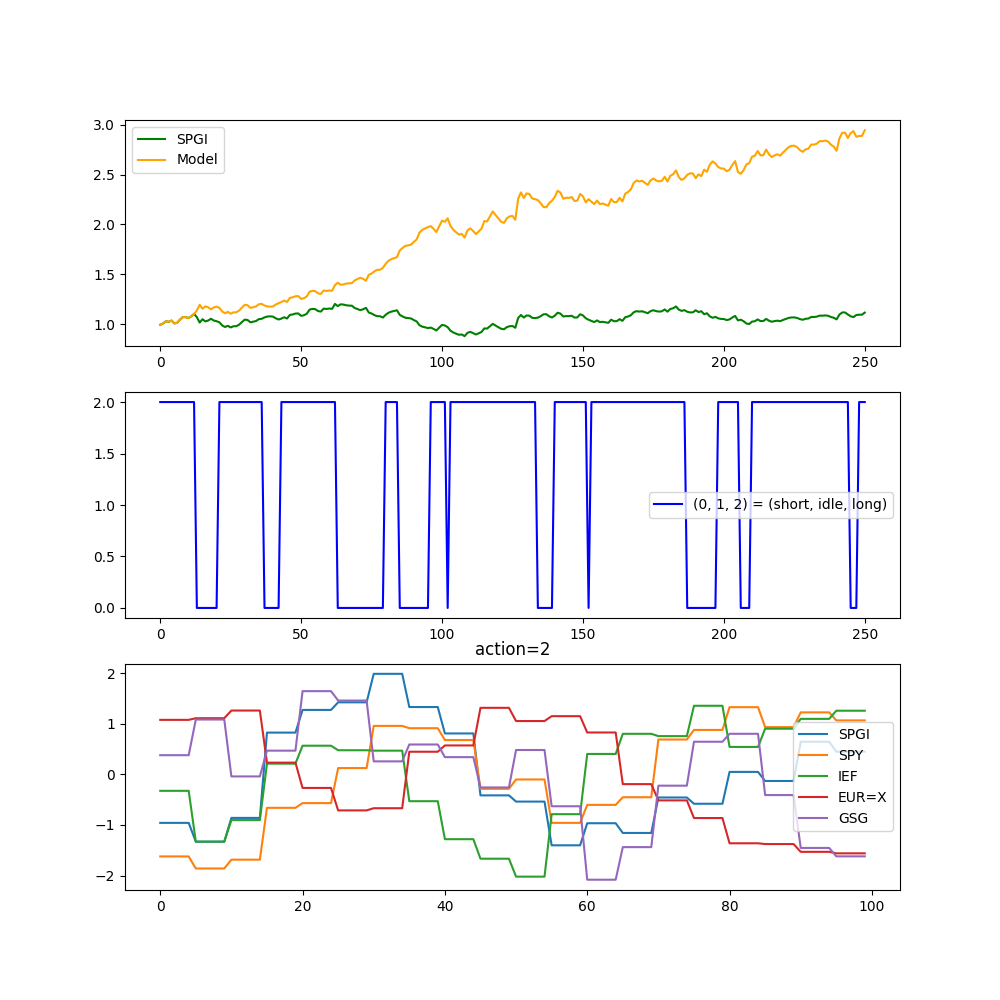 3.0
2.5
2.0
1.5
1.0
SPGI
Model
0 50 100 150 200 250
2.0
1.5
1.0
0.5
0.0
(0, 1, 2) = (short, idle, long)
0 50 100 150 200 250
action=2
2
1
0
−1
−2
SPGI
SPY
IEF
EUR=X
GSG
0 20 40 60 80 100